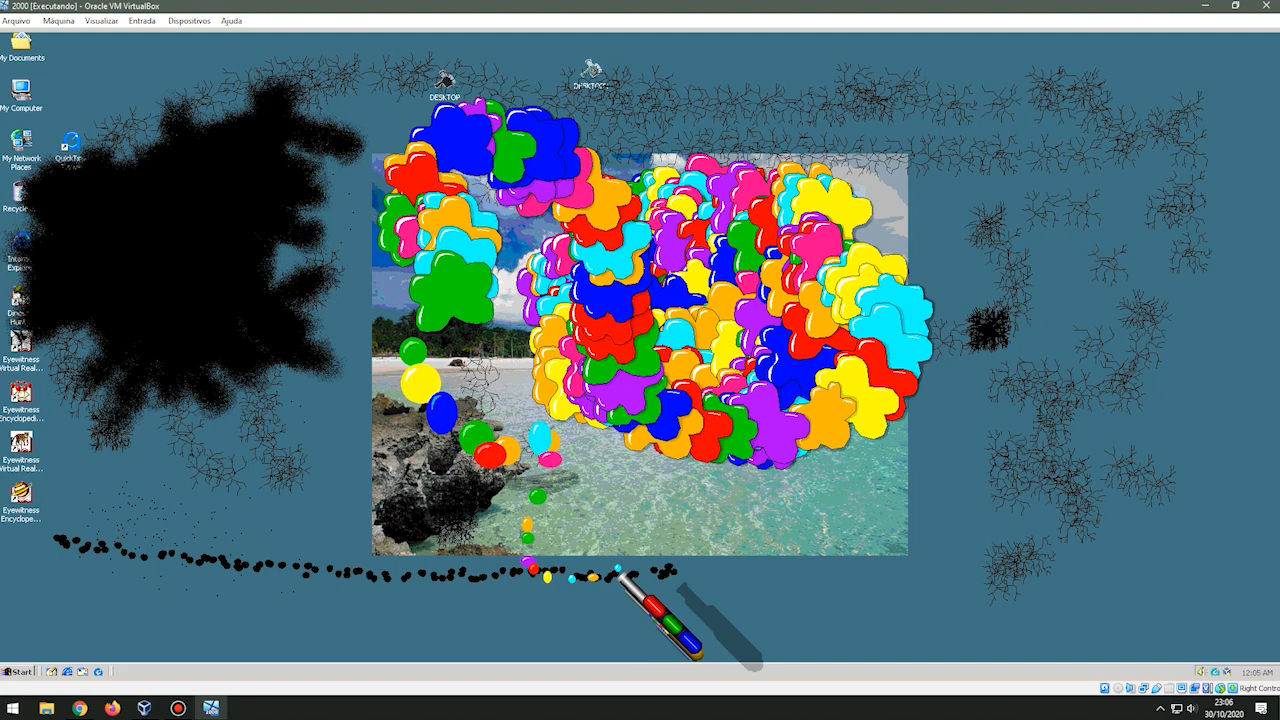 2000 [Executando] - Oracle VM VirtualBox
Arquivo Máquina Visualizar Entrada Dispositivos Ajuda
My Documents
My Computer
My Network
Places
DESKTOP
Eyewitness
Virtual Real...
Eyewitness
Encyclopedi...
Eyewitness
Virtual Real...
Eyewitness
Encyclope...
Start
12:05 AM
Right Contro
23:06
30/10/2020